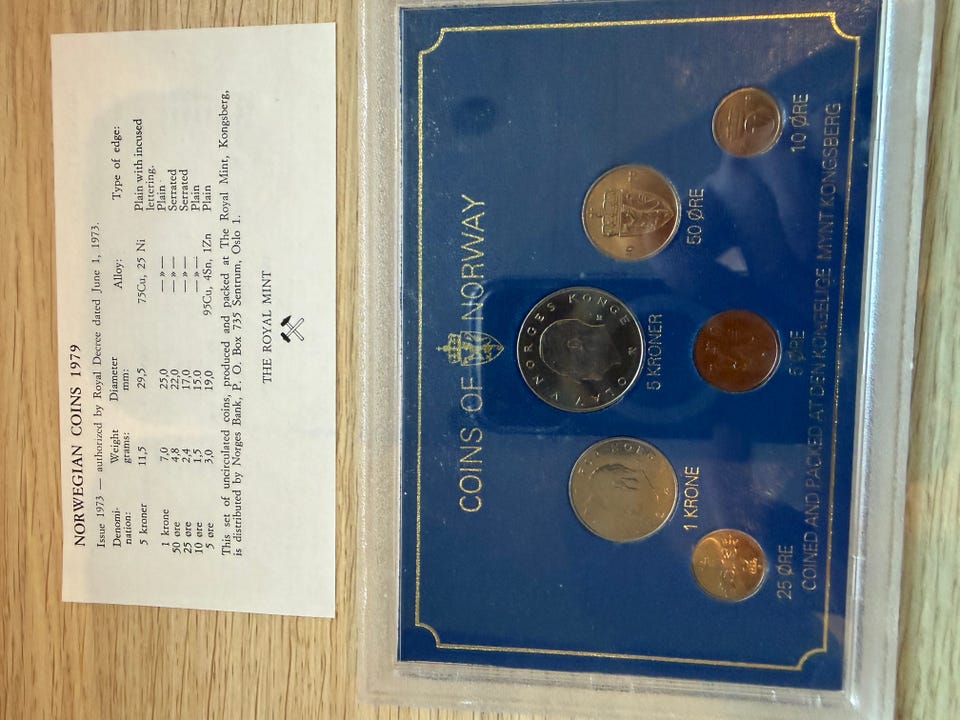 NORWEGIAN COINS 1979
Issue 1973 — authorized by Royal Decree dated June 1, 1973.
Denomi- Weight Diameter Alloy: Type of edge:
nation: grams: mm:
5 kroner 11,5 29,5 75Cu, 25 Ni Plain with incused
lettering.
1 krone 7,0 25,0 —»— Plain
50 øre 4,8 22,0 —»— Serrated
25 øre 2,4 17,0 —»— Serrated
10 øre 1,5 15,0 —»— Plain
5 øre 3,0 19,0 95Cu, 4Sn, 1Zn Plain
This set of uncirculated coins, produced and packed at The Royal Mint, Kongsberg,
is distributed by Norges Bank, P. O. Box 735 Sentrum, Oslo 1.
THE ROYAL MINT
COINS OF NORWAY
OLAV V NORGES KONGE
1 KRONE
5 KRONER
50 ØRE
25 ØRE
5 ØRE
10 ØRE
COINED AND PACKED AT DEN KONGELIGE MYNT KONGSBERG